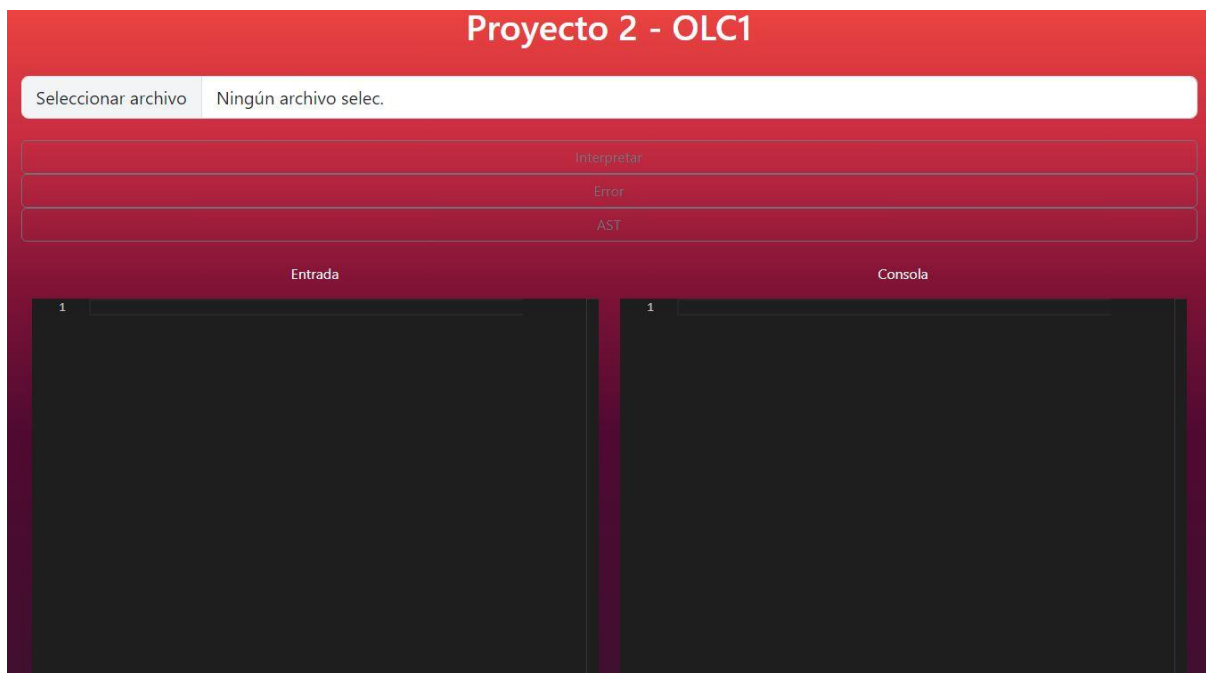 Proyecto 2 - OLC1
Seleccionar archivo Ningún archivo selec.
Interpretar
Error
AST
Entrada Consola
1 1